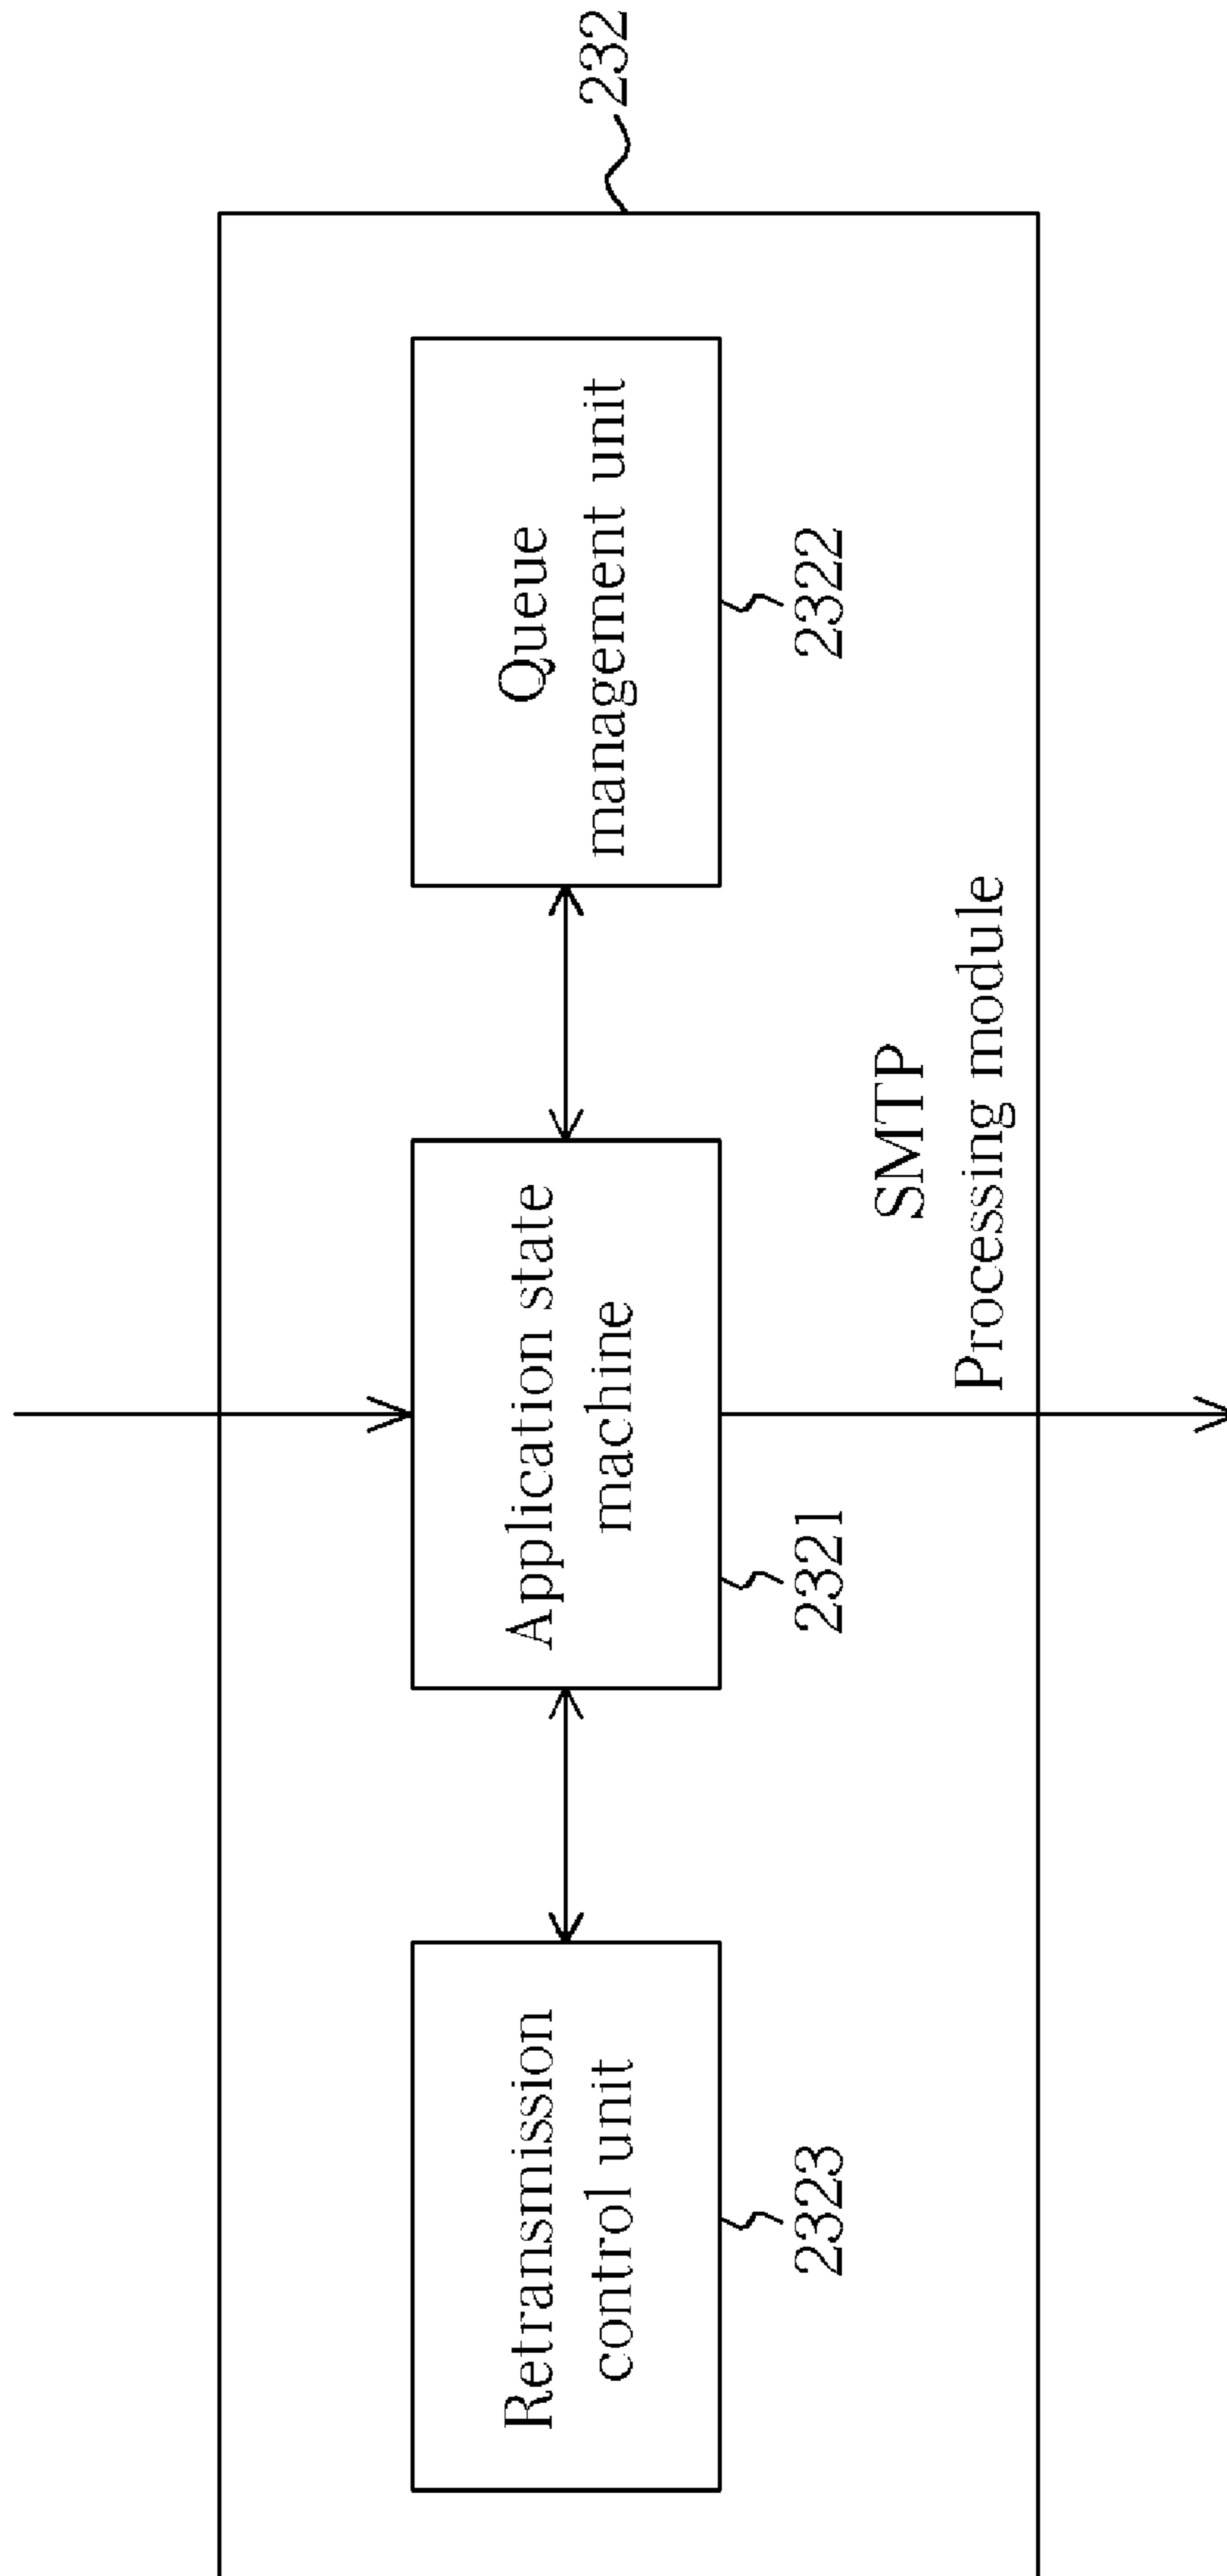 232
Retransmission
control unit
2323
Application state
machine
2321
Queue
management unit
2322
SMTP
Processing module